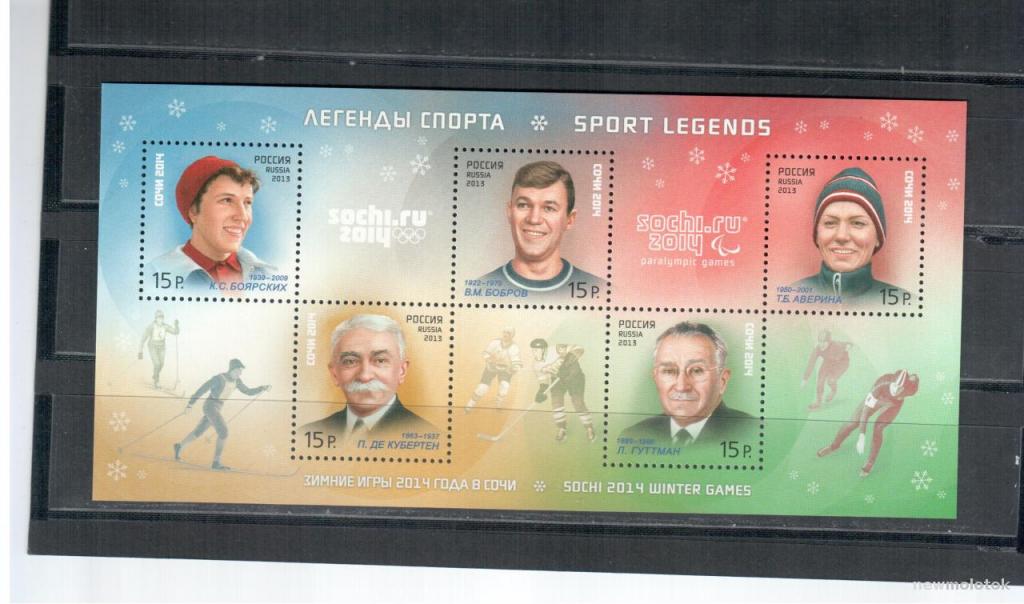 ЛЕГЕНДЫ СПОРТА SPORT LEGENDS
СОЧИ 2014
РОССИЯ
RUSSIA
2013
15 Р.
1939–2009
К.С. БОЯРСКИХ
sochi.ru
2014
РОССИЯ
RUSSIA
2013
СОЧИ 2014
1922–1979
В.М. БОБРОВ
15 Р.
sochi.ru
2014
paralympic games
РОССИЯ
RUSSIA
2013
СОЧИ 2014
1950–2001
Т.Б. АВЕРИНА
15 Р.
СОЧИ 2014
РОССИЯ
RUSSIA
2013
15 Р.
1863–1937
П. ДЕ КУБЕРТЕН
РОССИЯ
RUSSIA
2013
СОЧИ 2014
Л. ГУТТМАН
15 Р.
ЗИМНИЕ ИГРЫ 2014 ГОДА В СОЧИ SOCHI 2014 WINTER GAMES
newmolotok